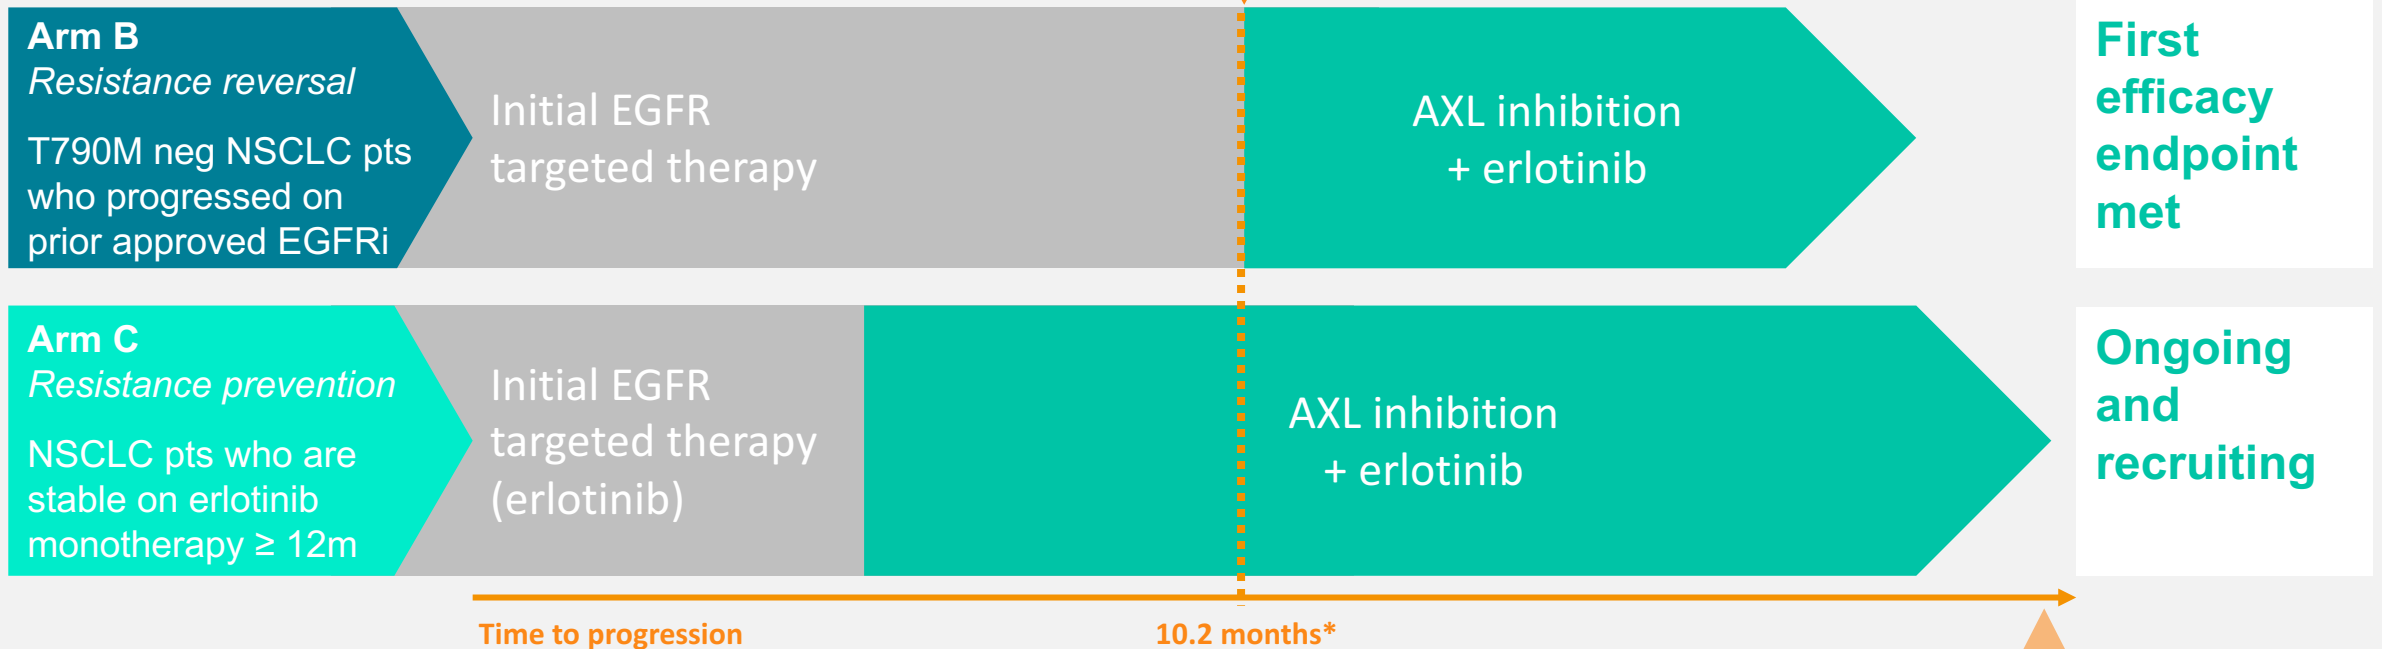 Arm B
Resistance reversal
T790M neg NSCLC pts
who progressed on
prior approved EGFRi
Initial EGFR
targeted therapy
AXL inhibition
+ erlotinib
First
efficacy
endpoint
met
Arm C
Resistance prevention
NSCLC pts who are
stable on erlotinib
monotherapy ≥ 12m
Initial EGFR
targeted therapy
(erlotinib)
AXL inhibition
+ erlotinib
Ongoing
and
recruiting
Time to progression
10.2 months*